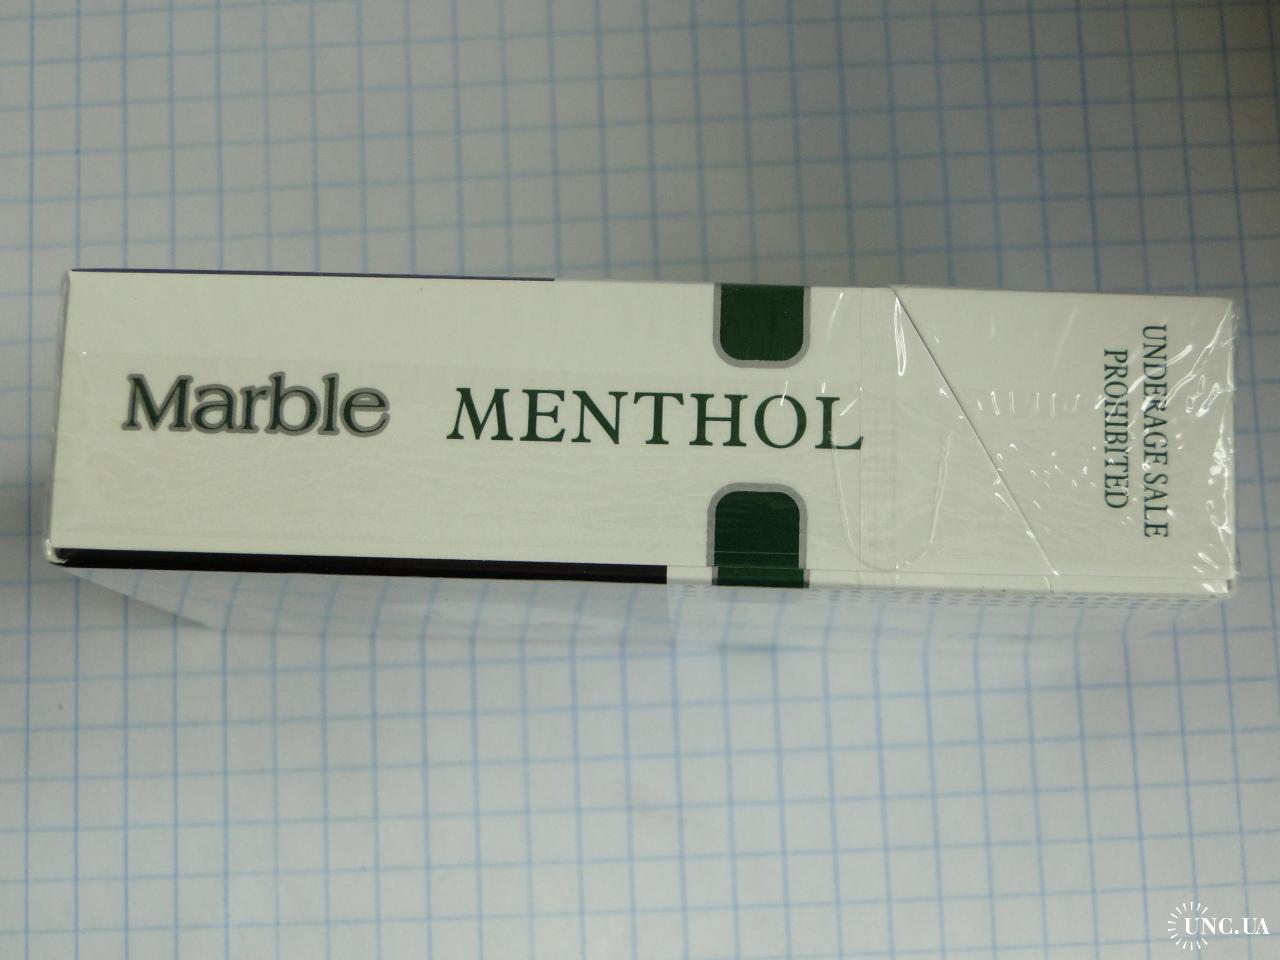 Marble MENTHOL
UNDERAGE SALE
PROHIBITED
UNC.UA